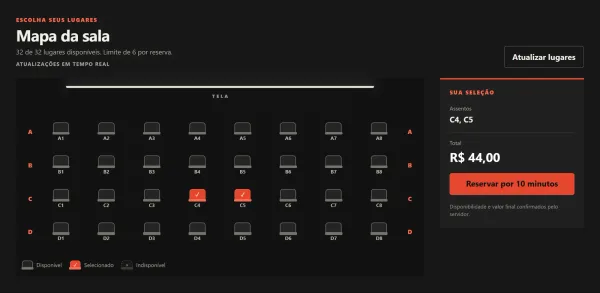 ESCOLHA SEUS LUGARES
Mapa da sala
32 de 32 lugares disponíveis. Limite de 6 por reserva.
ATUALIZAÇÕES EM TEMPO REAL
Atualizar lugares
TELA
A A1 A2 A3 A4 A5 A6 A7 A8 A
B B1 B2 B3 B4 B5 B6 B7 B8 B
C C1 C2 C3 C4 C5 C6 C7 C8 C
D D1 D2 D3 D4 D5 D6 D7 D8 D
Disponível Selecionado Indisponível
SUA SELEÇÃO
Assentos
C4, C5
Total
R$ 44,00
Reservar por 10 minutos
Disponibilidade e valor final confirmados pelo
servidor.